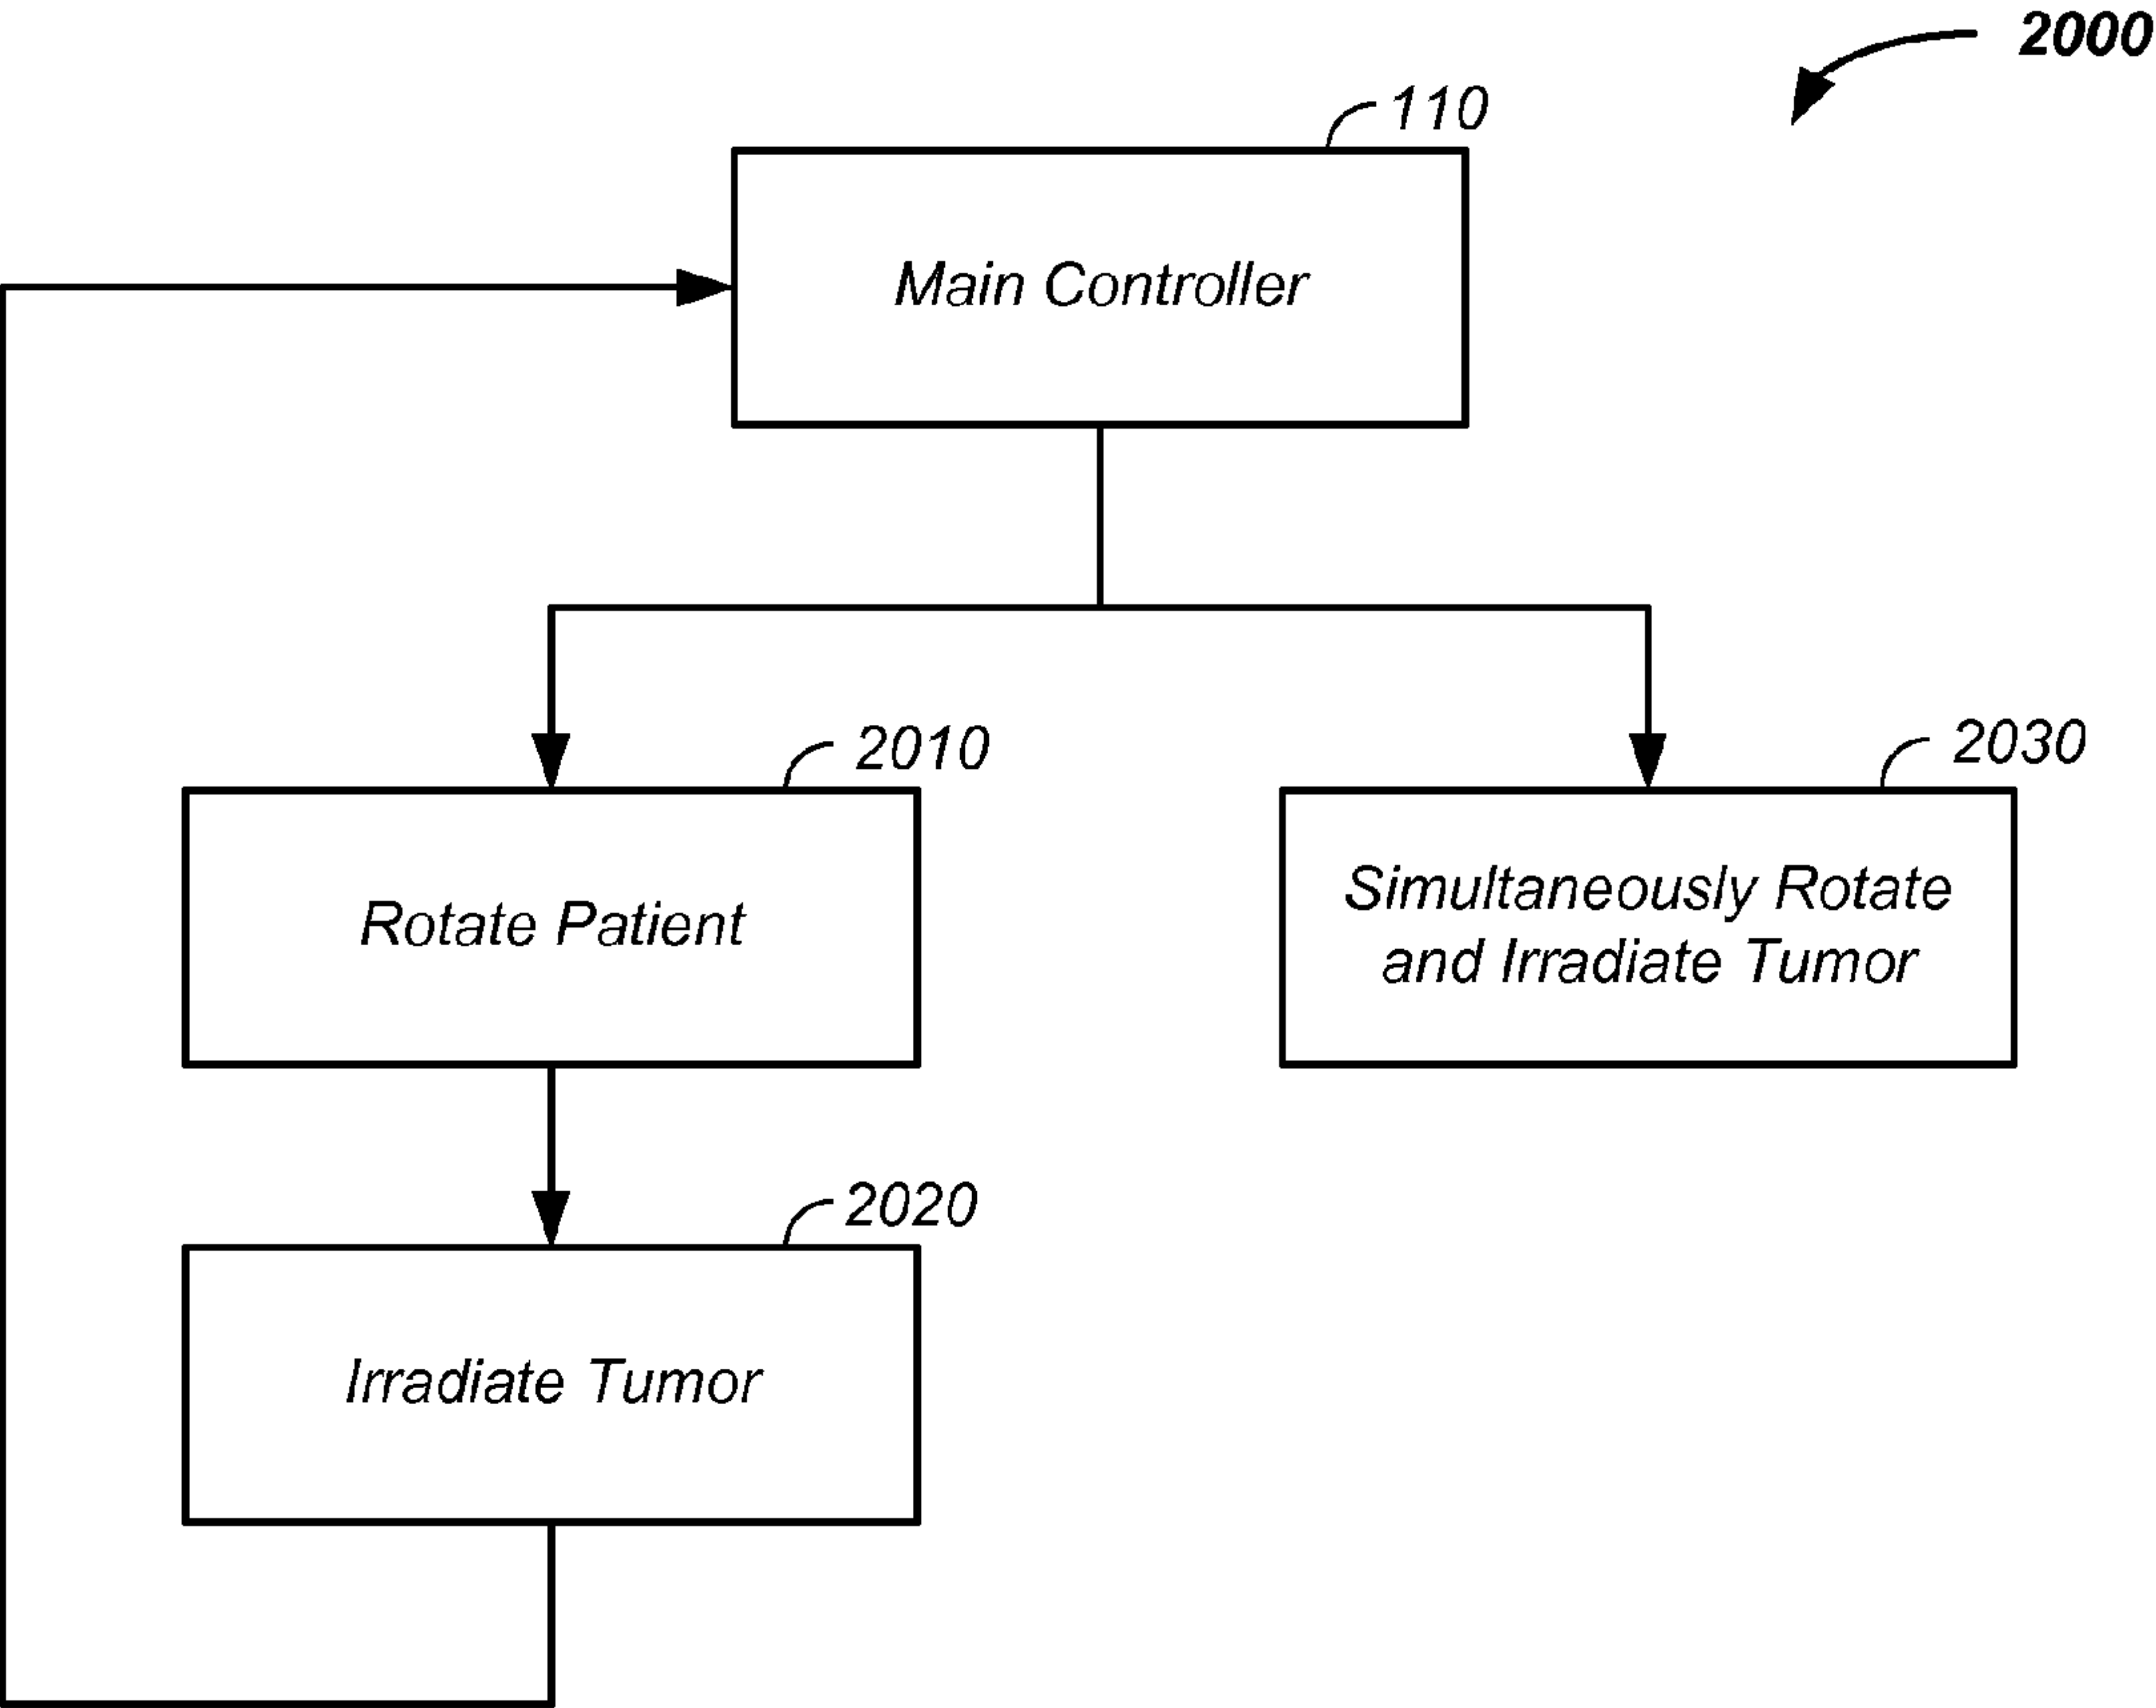 2000
110
Main Controller
2010
2030
Rotate Patient
Simultaneously Rotate
and Irradiate Tumor
2020
Irradiate Tumor